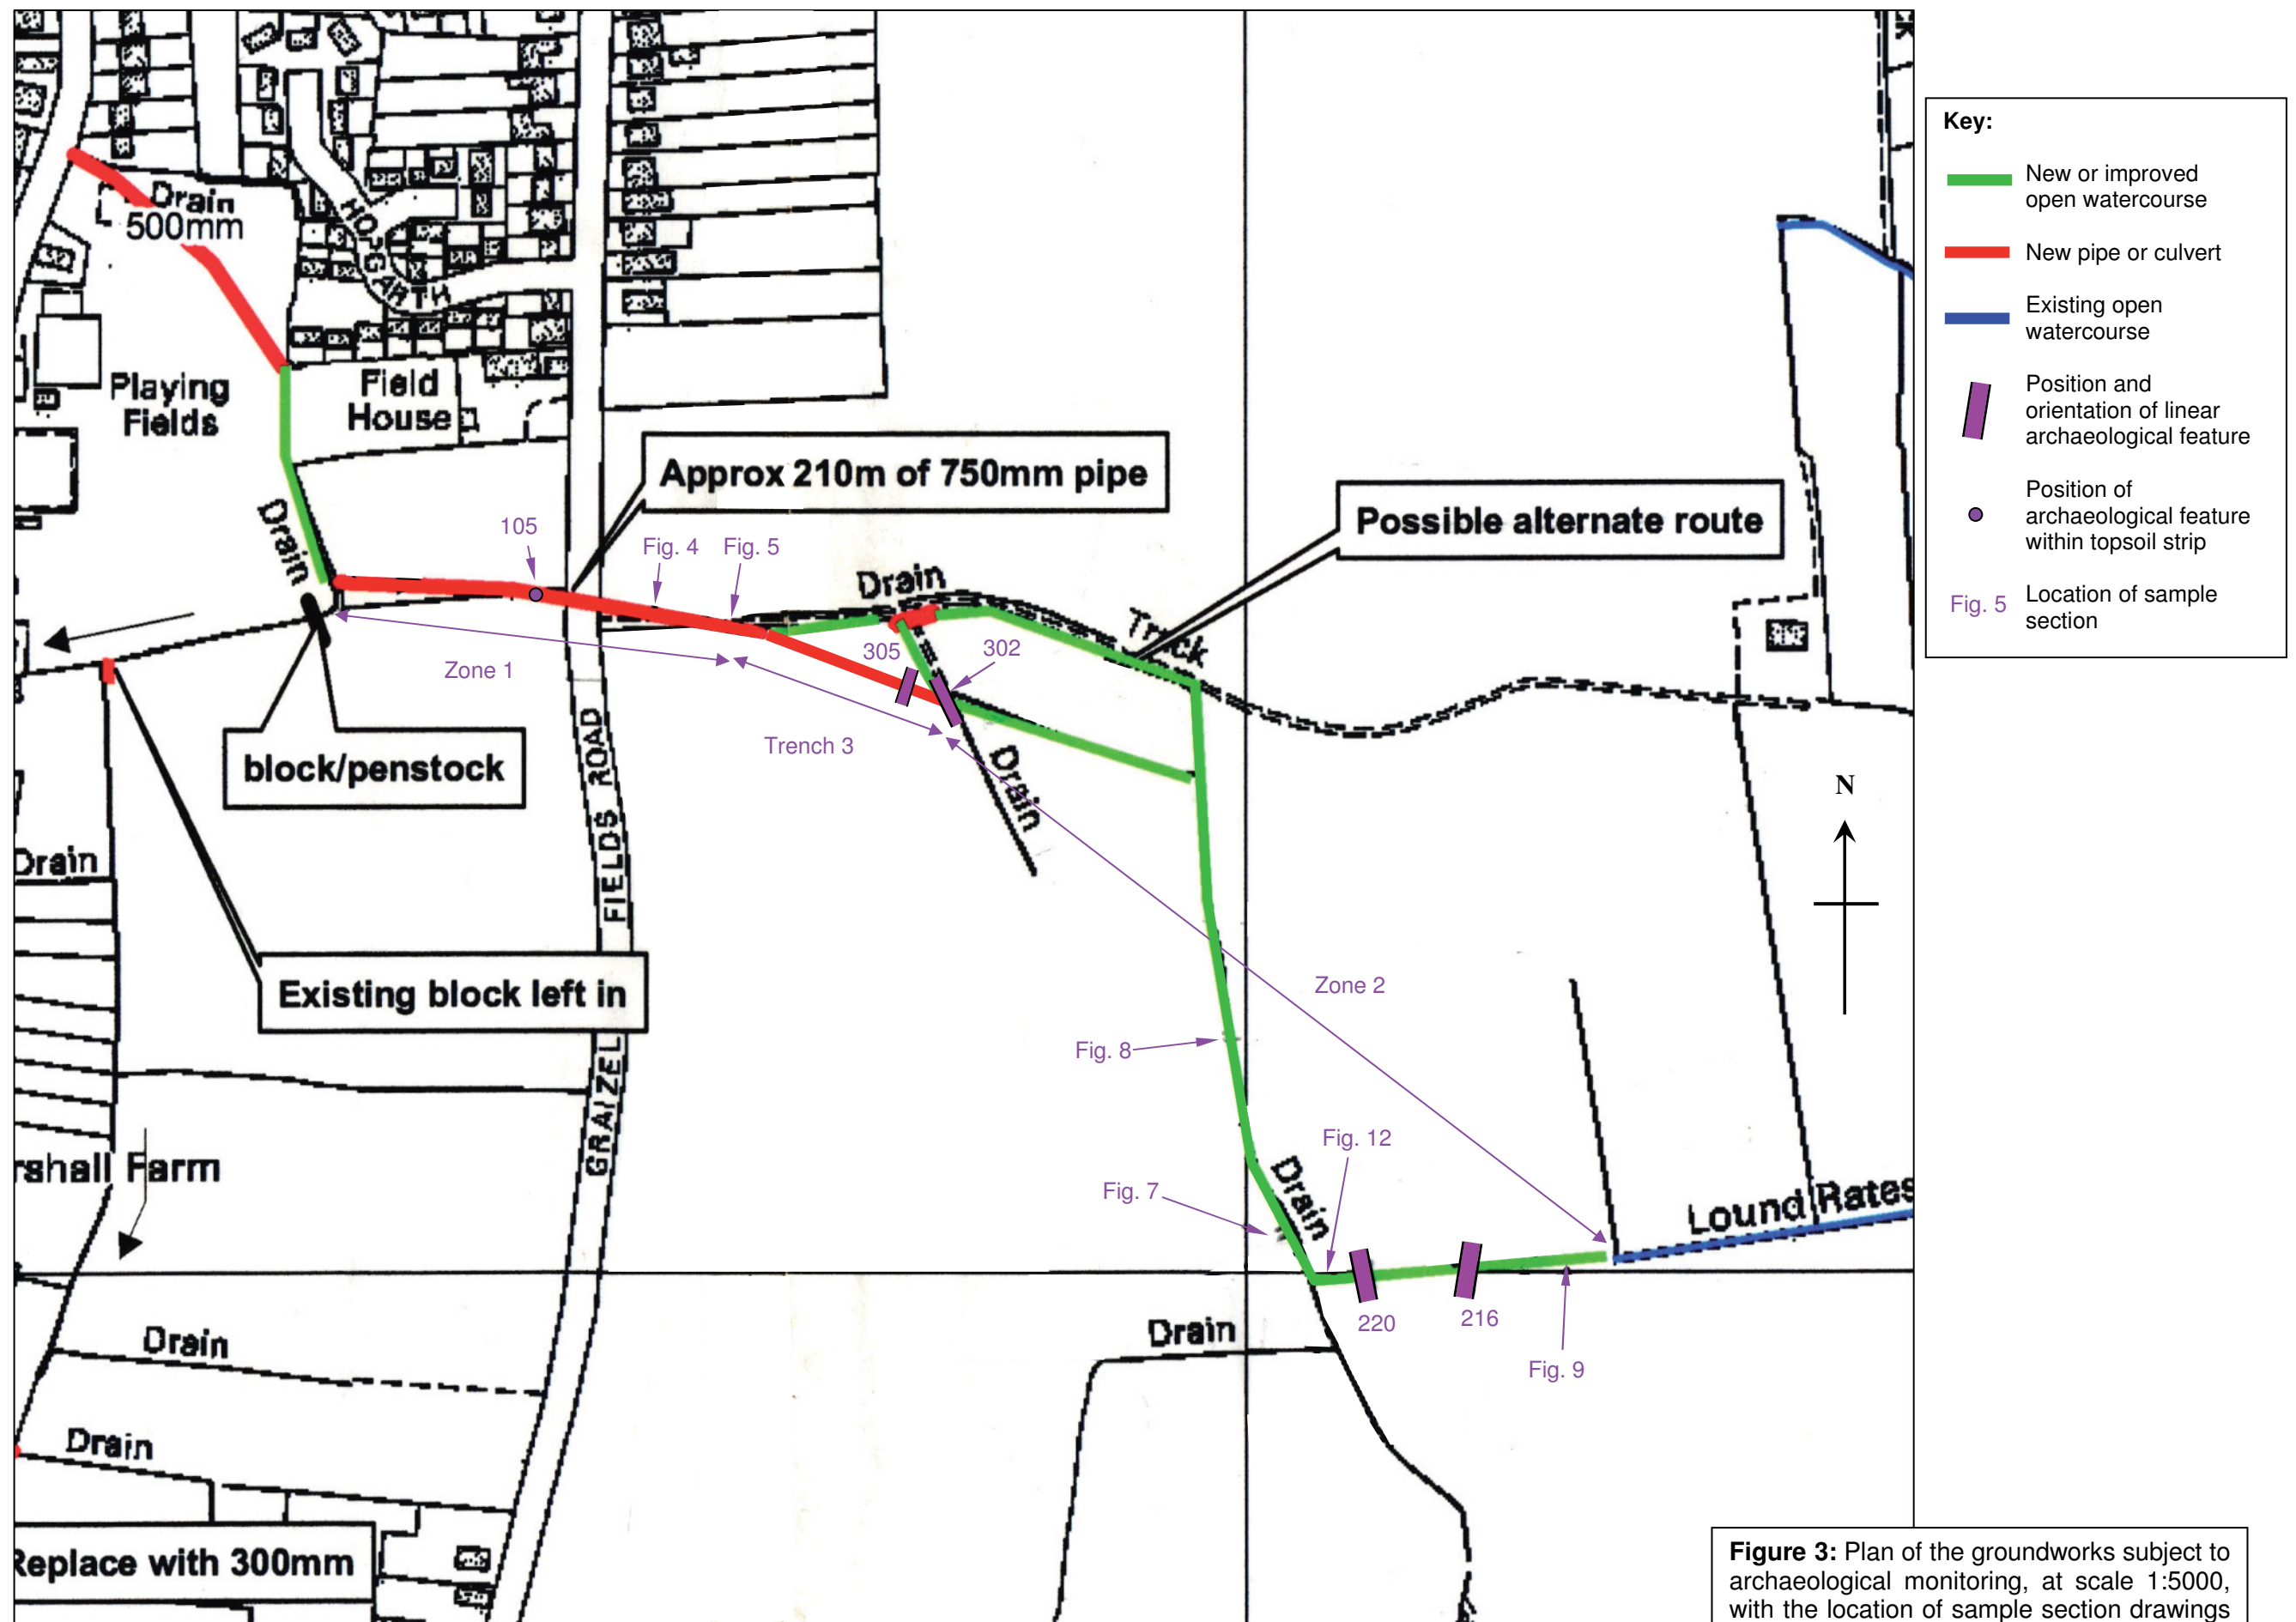 Drain
500mm
HOGARTH
Playing
Fields
Field
House
Approx 210m of 750mm pipe
Possible alternate route
Drain
105
Fig. 4
Fig. 5
Drain
Track
305
302
Zone 1
Trench 3
block/penstock
Drain
Drain
GRAIZEL FIELDS ROAD
Existing block left in
Zone 2
Fig. 8
Fig. 12
rshall Farm
Fig. 7
Drain
Lound Rates
220
216
Drain
Drain
Fig. 9
Drain
Replace with 300mm
N
Key:
New or improved
open watercourse
New pipe or culvert
Existing open
watercourse
Position and
orientation of linear
archaeological feature
Position of
archaeological feature
within topsoil strip
Fig. 5
Location of sample
section
Figure 3: Plan of the groundworks subject to
archaeological monitoring, at scale 1:5000,
with the location of sample section drawings